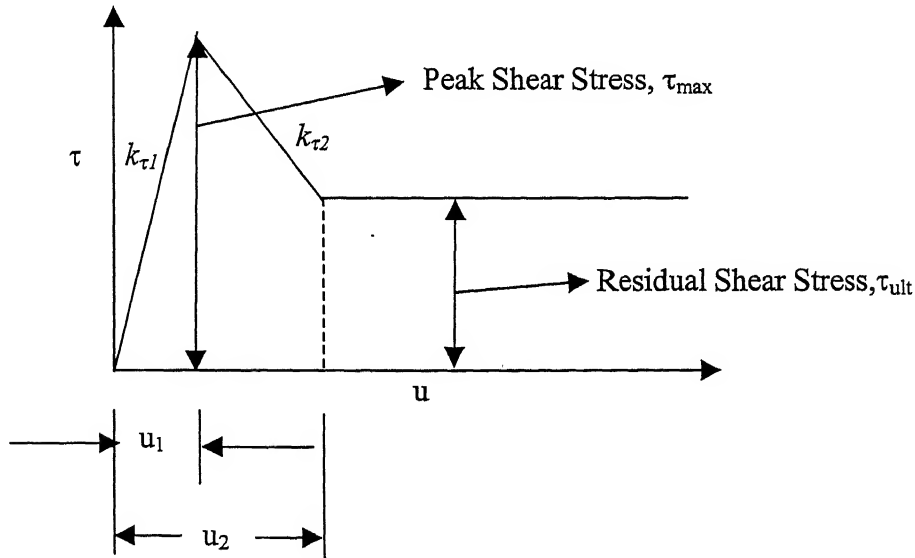 Peak Shear Stress, τmax
kτ2
τ
kτ1
Residual Shear Stress,τult
u
u1
u2